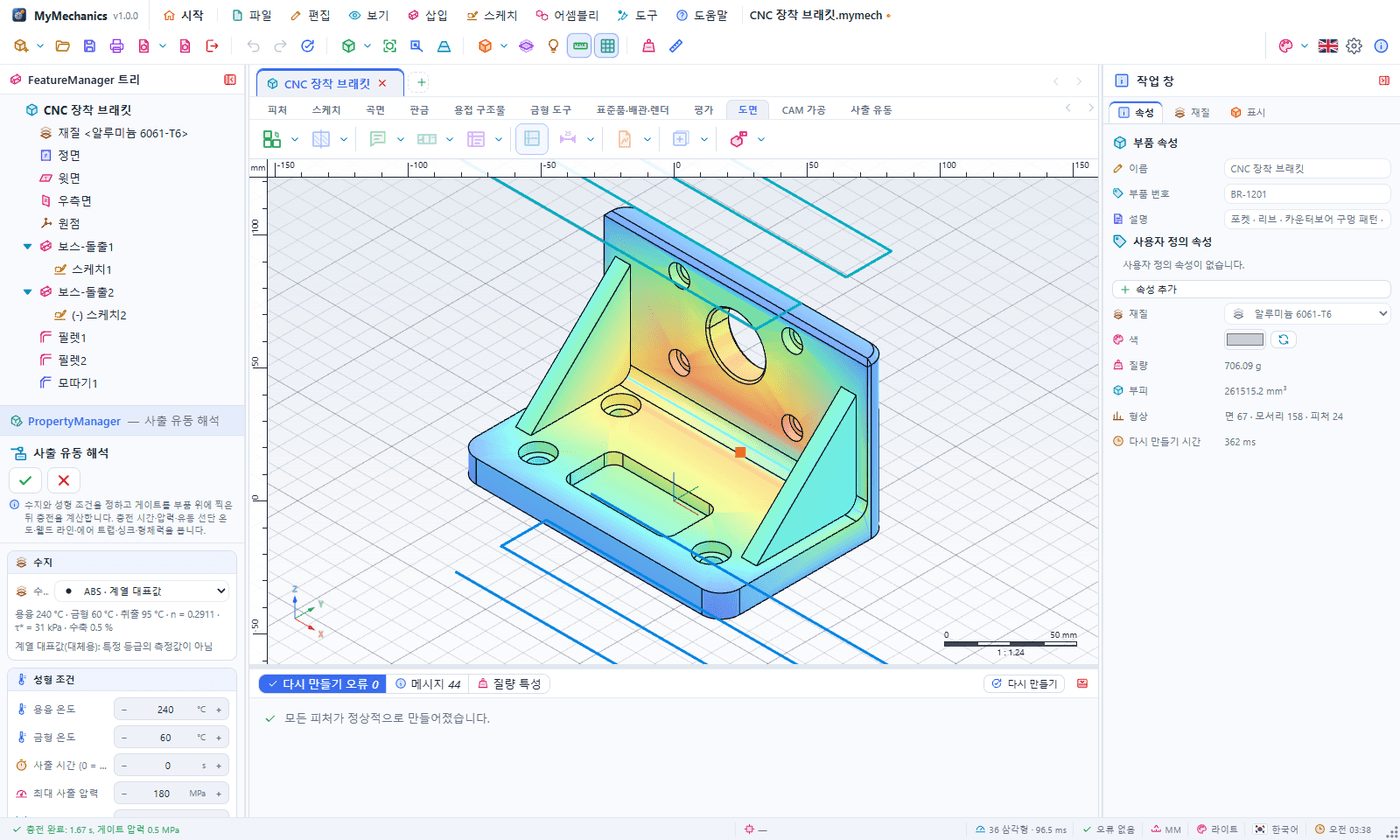 MyMechanics v1.0.0 시작 파일 편집 보기 삽입 스케치 어셈블리 도구 도움말 CNC 장착 브래킷.mymech
FeatureManager 트리
CNC 장착 브래킷
재질 <알루미늄 6061-T6>
정면
윗면
우측면
원점
보스-돌출1
스케치1
보스-돌출2
(-) 스케치2
필렛1
필렛2
모따기1
PropertyManager — 사출 유동 해석
사출 유동 해석
수지와 성형 조건을 정하고 게이트를 부품 위에 찍은
뒤 충전을 계산합니다. 충전 시간·압력·유동 선단 온
도·웰드 라인·에어 트랩·싱크·형체력을 봅니다.
수지
수... ABS · 계열 대표값
용융 240 °C · 금형 60 °C · 취출 95 °C · n = 0.2911 ·
τ* = 31 kPa · 수축 0.5 %
계열 대표값(대체용): 특정 등급의 측정값이 아님
성형 조건
용융 온도 − 240 °C +
금형 온도 − 60 °C +
사출 시간 (0 = ... − 0 s +
최대 사출 압력 − 180 MPa +
CNC 장착 브래킷
피처 스케치 곡면 판금 용접 구조물 금형 도구 표준품·배관·렌더 평가 도면 CAM 가공 사출 유동
mm -150 -100 -50 0 50 100 150
100
50
0
-50
Z
Y
X
0 50 mm
1 : 1.24
다시 만들기 오류 0 메시지 44 질량 특성 다시 만들기
모든 피처가 정상적으로 만들어졌습니다.
작업 창
속성 재질 표시
부품 속성
이름 CNC 장착 브래킷
부품 번호 BR-1201
설명 포켓 · 리브 · 카운터보어 구멍 패턴 ·
사용자 정의 속성
사용자 정의 속성이 없습니다.
+ 속성 추가
재질 알루미늄 6061-T6
색
질량 706.09 g
부피 261515.2 mm³
형상 면 67 · 모서리 158 · 피처 24
다시 만들기 시간 362 ms
충전 완료: 1.67 s, 게이트 압력 0.5 MPa — 36 삼각형 · 96.5 ms 오류 없음 MM 라이트 한국어 오전 03:38